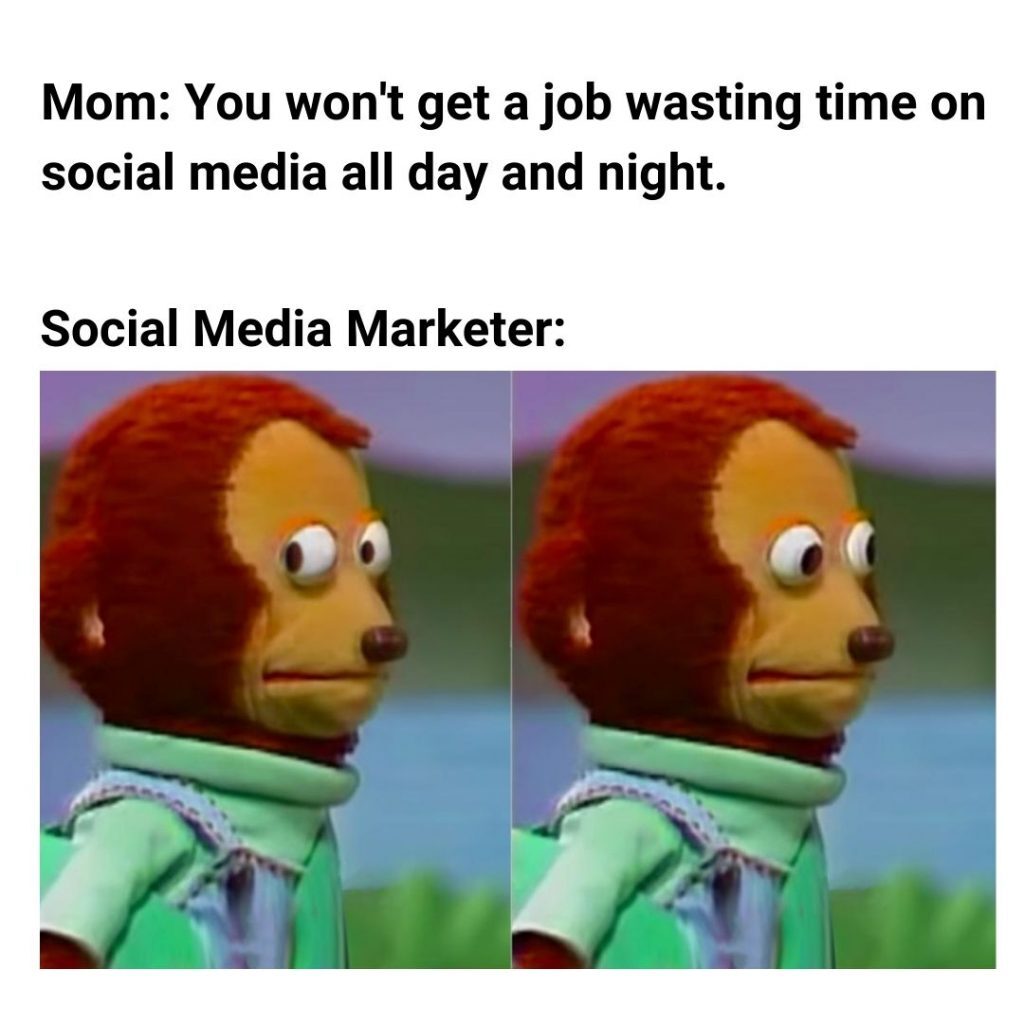 Mom: You won't get a job wasting time on
social media all day and night.
Social Media Marketer: